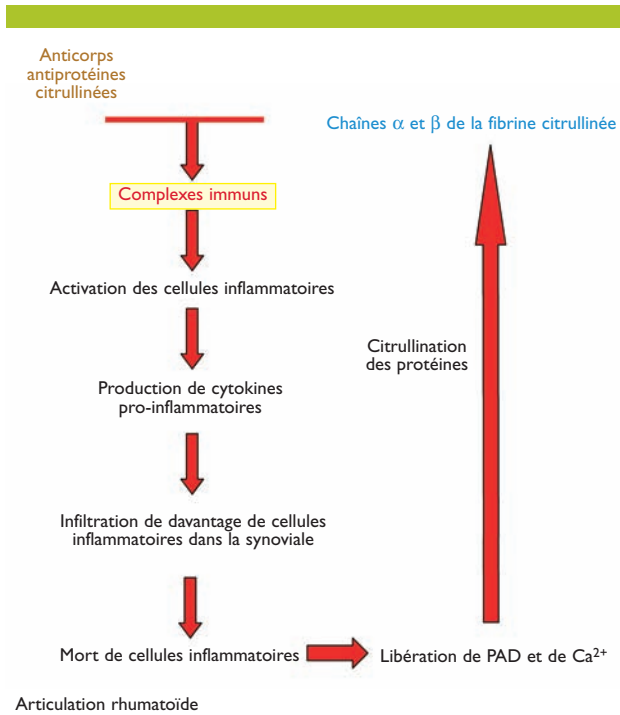 Anticorps
antiprotéines
citrullinées
Chaînes α et β de la fibrine citrullinée
Complexes immuns
Activation des cellules inflammatoires
Citrullination
des protéines
Production de cytokines
pro-inflammatoires
Infiltration de davantage de cellules
inflammatoires dans la synoviale
Mort de cellules inflammatoires
Libération de PAD et de Ca²⁺
Articulation rhumatoïde